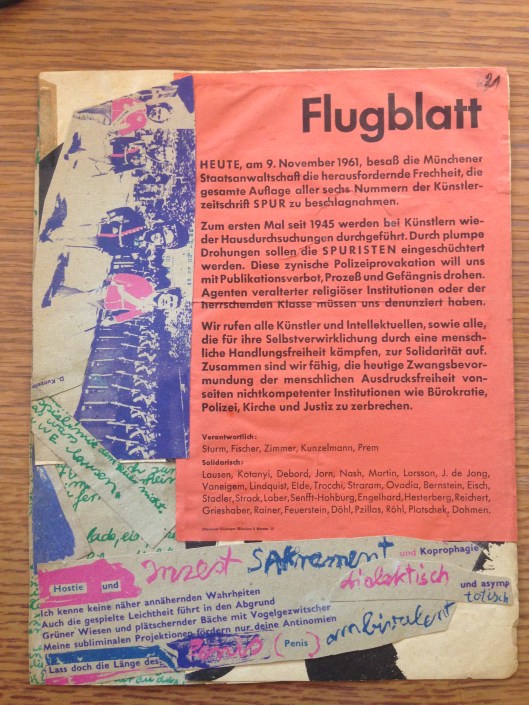 21
Flugblatt
HEUTE, am 9. November 1961, besaß die Münchener
Staatsanwaltschaft die herausfordernde Frechheit, die
gesamte Auflage aller sechs Nummern der Künstler-
zeitschrift SPUR zu beschlagnahmen.
Zum ersten Mal seit 1945 werden bei Künstlern wie-
der Hausdurchsuchungen durchgeführt. Durch plumpe
Drohungen sollen die SPURISTEN eingeschüchtert
werden. Diese zynische Polizeiprovokation will uns
mit Publikationsverbot, Prozeß und Gefängnis drohen.
Agenten veralterter religiöser Institutionen oder der
herrschenden Klasse müssen uns denunziert haben.
Wir rufen alle Künstler und Intellektuellen, sowie alle,
die für ihre Selbstverwirklichung durch eine mensch-
liche Handlungsfreiheit kämpfen, zur Solidarität auf.
Zusammen sind wir fähig, die heutige Zwangsbevor-
mundung der menschlichen Ausdrucksfreiheit von-
seiten nichtkompetenter Institutionen wie Bürokratie,
Polizei, Kirche und Justiz zu zerbrechen.
Verantwortlich:
Sturm, Fischer, Zimmer, Kunzelmann, Prem
Solidarisch:
Lausen, Kotanyi, Debord, Jorn, Nash, Martin, Lorsson, J. de Jong,
Vaneigem, Lindquist, Elde, Trocchi, Straram, Ovadia, Bernstein, Eisch,
Stadler, Strack, Laber, Senfft-Hohburg, Engelhard, Hesterberg, Reichert,
Grieshaber, Rainer, Feuerstein, Döhl, Pzillas, Röhl, Platschek, Dahmen.
D. Kunzelm
Hostie und Inzest SAkrament und Koprophagie
dialektisch und asymp
totisch
Ich kenne keine näher annähernden Wahrheiten
Auch die gespielte Leichtheit führt in den Abgrund
Grüner Wiesen und plätschernder Bäche mit Vogelgezwitscher
Meine subliminalen Projektionen fördern nur deine Antinomien
Penis (Penis) ambivalent
Lass doch die Länge des